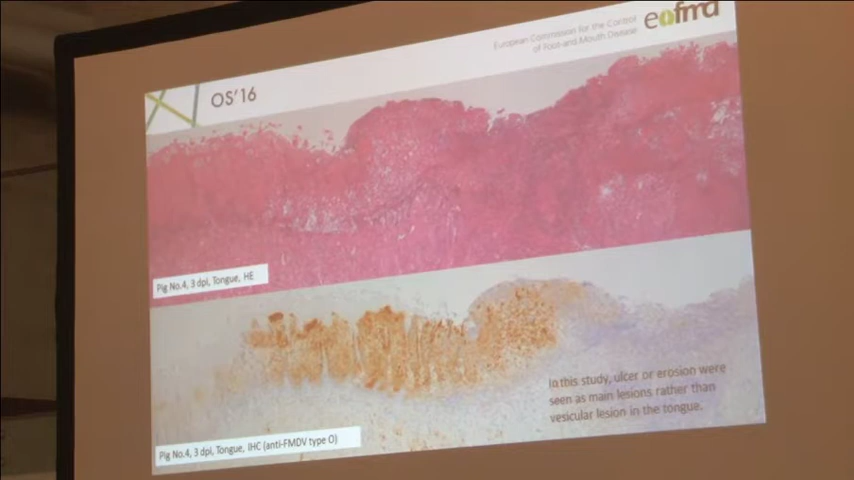 European Commission for the Control
of Foot-and-Mouth Disease
eofmd
OS'16
Pig No.4, 3 dpi, Tongue, HE
Pig No.4, 3 dpi, Tongue, IHC (anti-FMDV type O)
In this study, ulcer or erosion were
seen as main lesions rather than
vesicular lesion in the tongue.